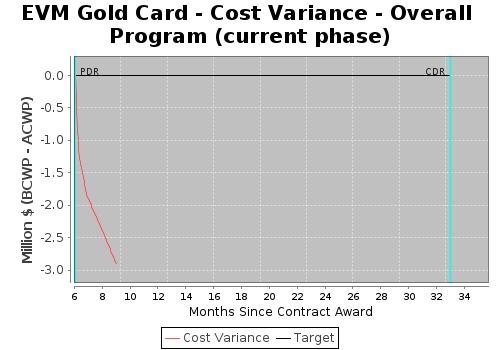 EVM Gold Card - Cost Variance - Overall
Program (current phase)
Million $ (BCWP - ACWP)
0.0
-0.5
-1.0
-1.5
-2.0
-2.5
-3.0
PDR
CDR
6 8 10 12 14 16 18 20 22 24 26 28 30 32 34
Months Since Contract Award
Cost Variance Target